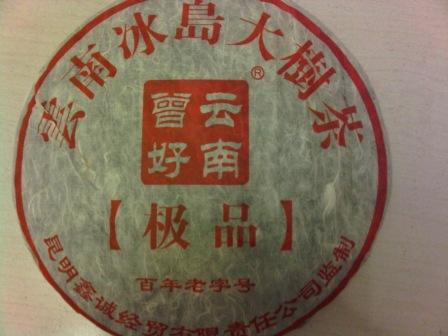 雲南冰島大樹茶
®
云南
曾好
【极品】
百年老字号
昆明鑫诚经贸有限责任公司监制